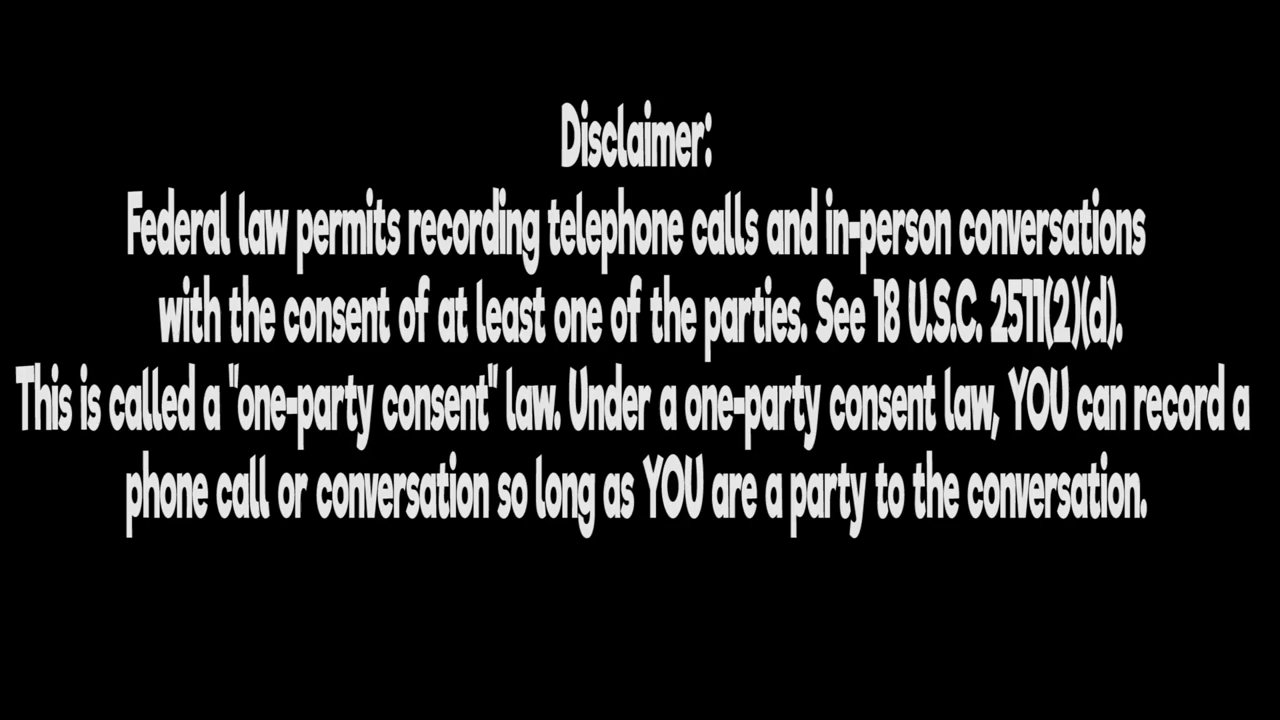 Disclaimer:
Federal law permits recording telephone calls and in-person conversations
with the consent of at least one of the parties. See 18 U.S.C. 2511(2)(d).
This is called a "one-party consent" law. Under a one-party consent law, YOU can record a
phone call or conversation so long as YOU are a party to the conversation.